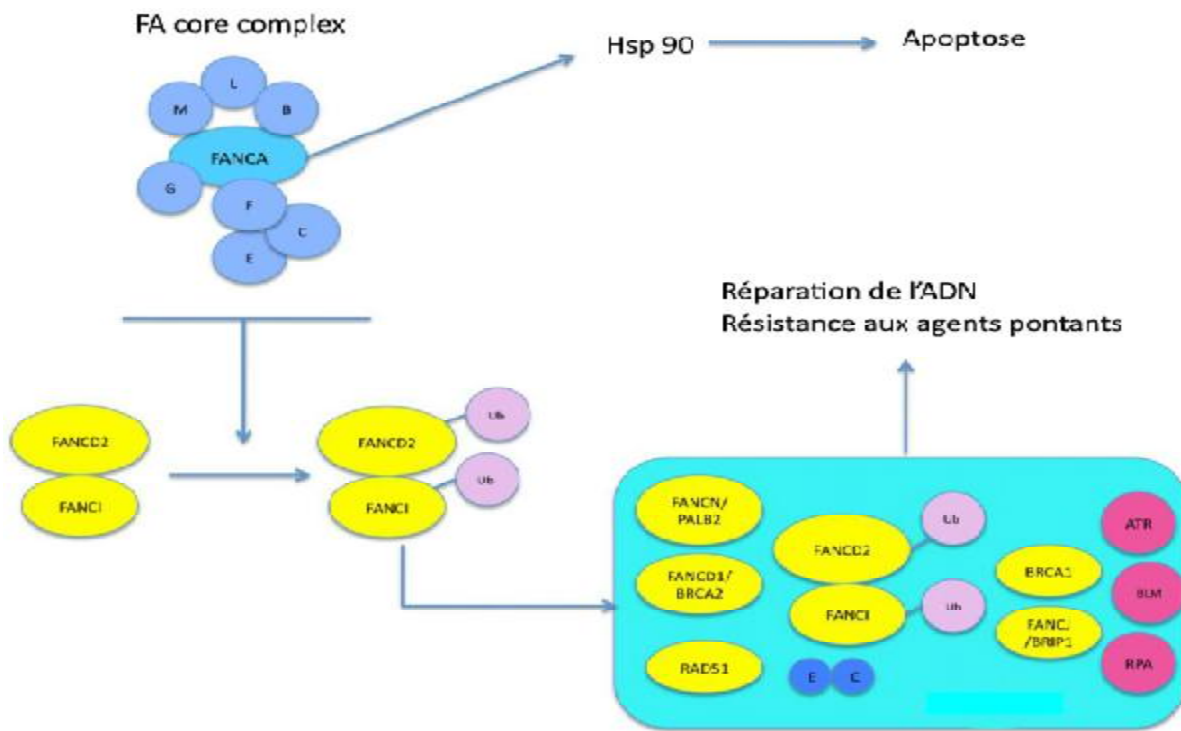 FA core complex
Hsp 90
Apoptose
L
M
B
FANCA
G
F
C
E
Réparation de l'ADN
Résistance aux agents pontants
FANCD2
FANCI
Ub
FANCD2
Ub
FANCI
FANCN/
PALB2
FANCD1/
BRCA2
RAD51
FANCD2
Ub
FANCI
Ub
E
C
BRCA1
FANCJ
/BRIP1
ATR
BLM
RPA